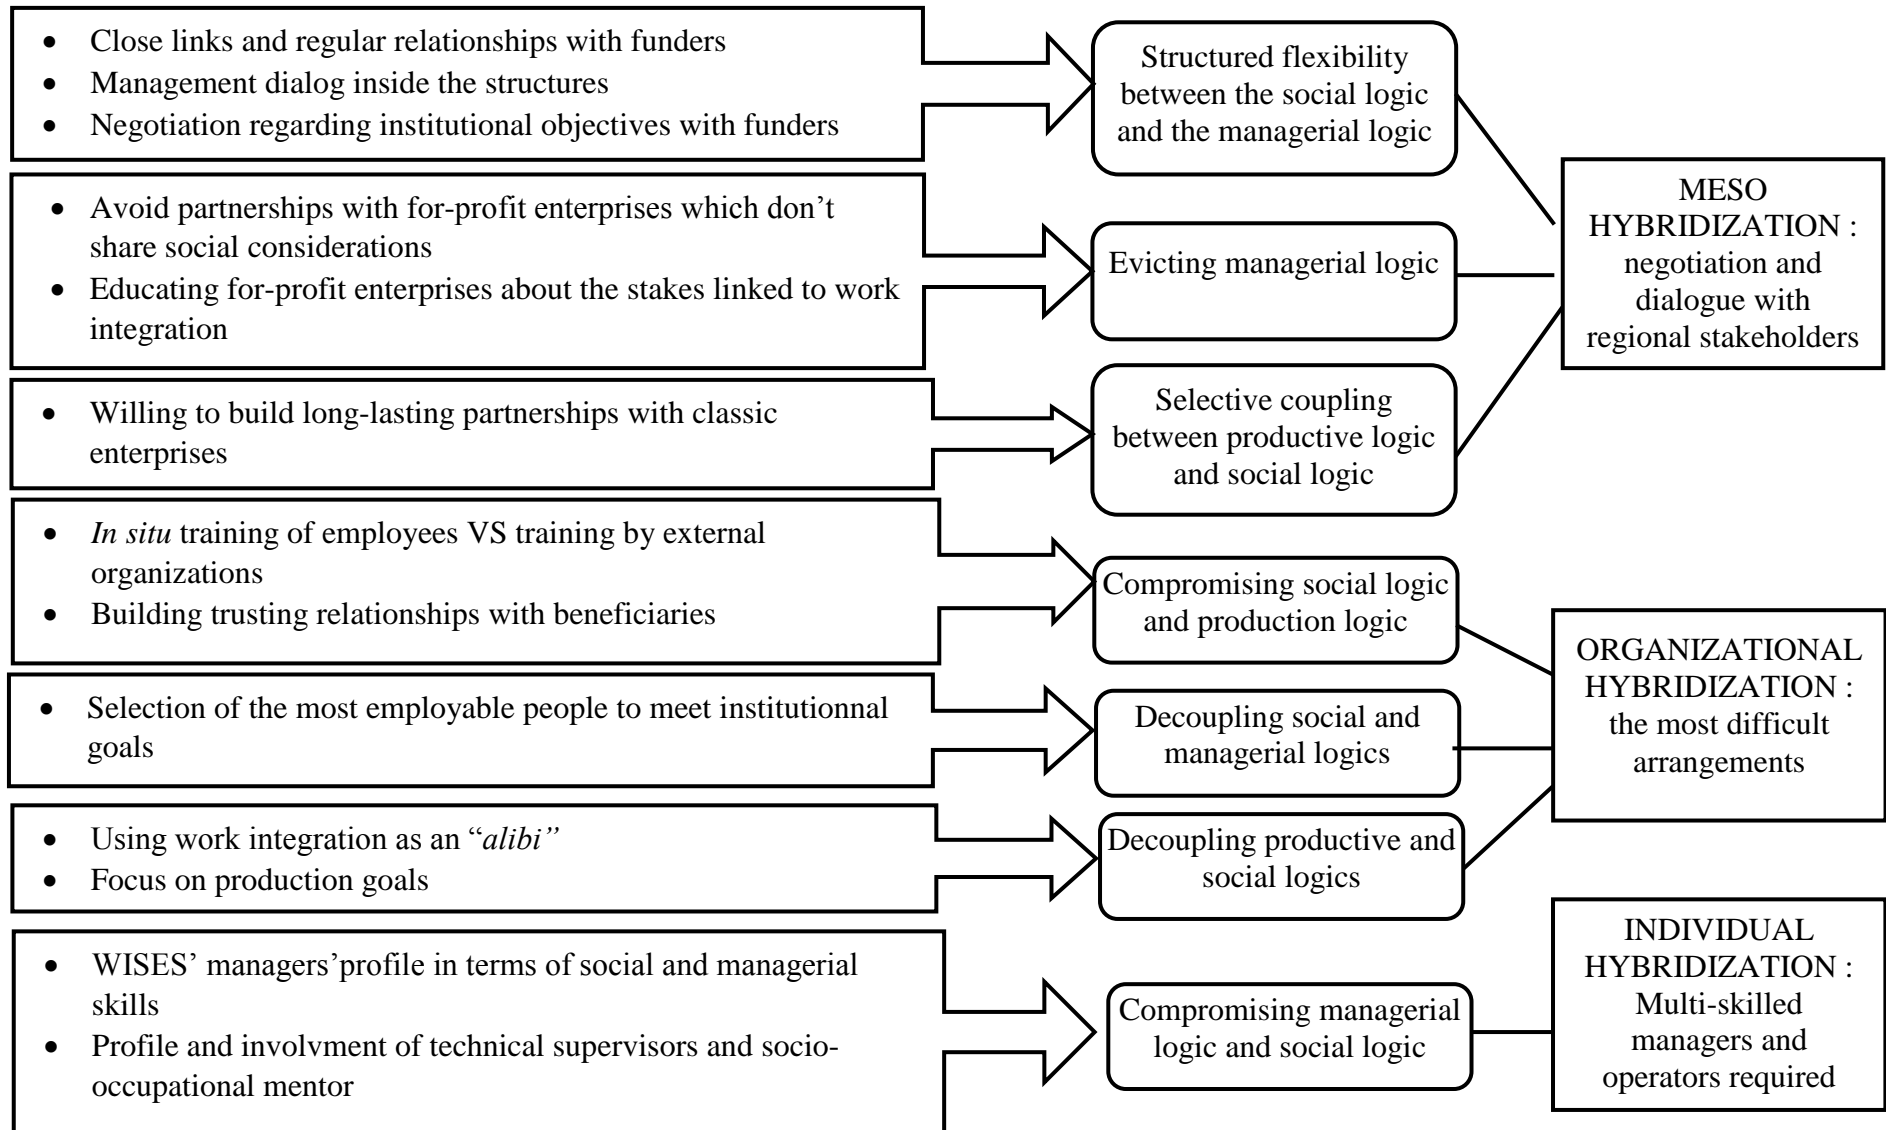 • Close links and regular relationships with funders
• Management dialog inside the structures
• Negotiation regarding institutional objectives with funders
Structured flexibility
between the social logic
and the managerial logic
• Avoid partnerships with for-profit enterprises which don’t
share social considerations
• Educating for-profit enterprises about the stakes linked to work
integration
Evicting managerial logic
• Willing to build long-lasting partnerships with classic
enterprises
Selective coupling
between productive logic
and social logic
MESO
HYBRIDIZATION :
negotiation and
dialogue with
regional stakeholders
• In situ training of employees VS training by external
organizations
• Building trusting relationships with beneficiaries
Compromising social logic
and production logic
• Selection of the most employable people to meet institutionnal
goals
Decoupling social and
managerial logics
• Using work integration as an “alibi”
• Focus on production goals
Decoupling productive and
social logics
ORGANIZATIONAL
HYBRIDIZATION :
the most difficult
arrangements
• WISES’ managers’profile in terms of social and managerial
skills
• Profile and involvment of technical supervisors and socio-
occupational mentor
Compromising managerial
logic and social logic
INDIVIDUAL
HYBRIDIZATION :
Multi-skilled
managers and
operators required